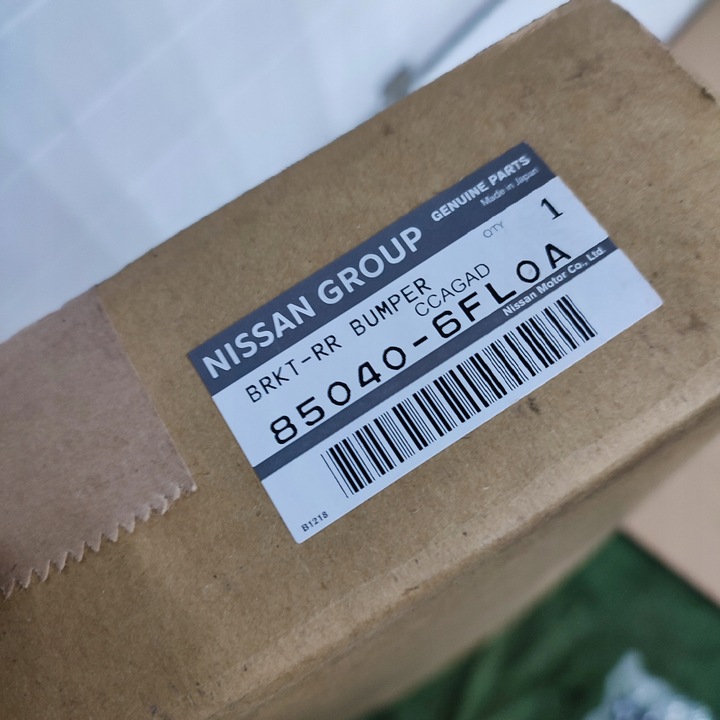 NISSAN GROUP GENUINE PARTS
Made in Japan
BRKT-RR BUMPER QTY 1
CCAGAD
85040-6FL0A
Nissan Motor Co., Ltd.
B1218